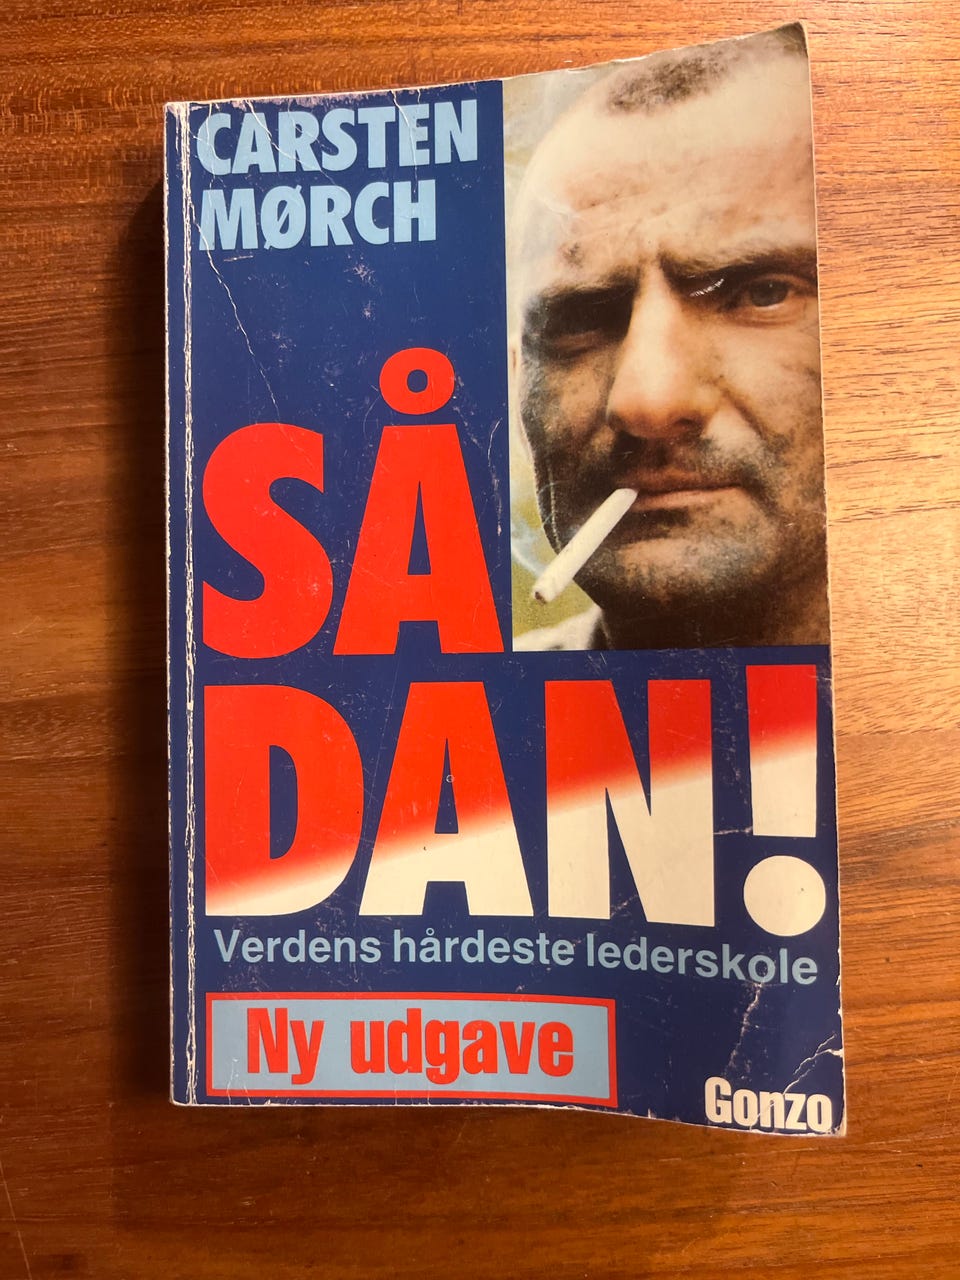 CARSTEN
MØRCH
SÅ
DAN!
Verdens hårdeste lederskole
Ny udgave
Gonzo